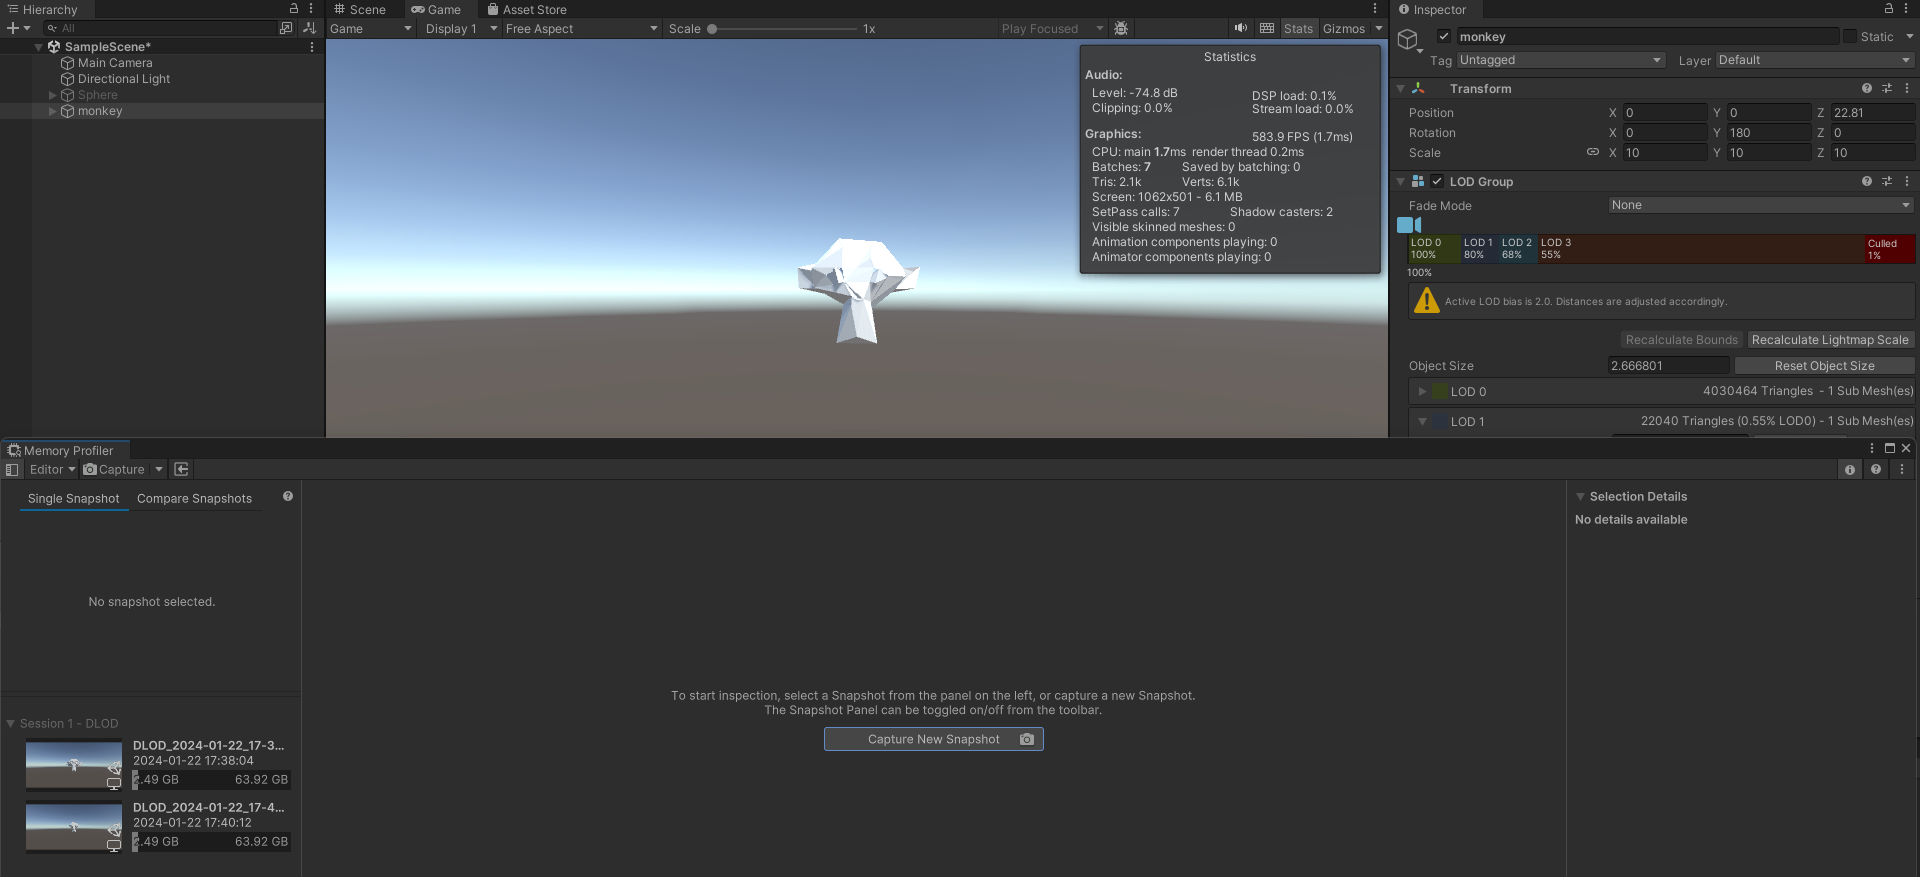 Hierarchy
All
SampleScene*
Main Camera
Directional Light
Sphere
monkey
Scene
Game
Asset Store
Game
Display 1
Free Aspect
Scale
1x
Play Focused
Stats
Gizmos
Statistics
Audio:
Level: -74.8 dB
DSP load: 0.1%
Clipping: 0.0%
Stream load: 0.0%
Graphics:
583.9 FPS (1.7ms)
CPU: main 1.7ms render thread 0.2ms
Batches: 7
Saved by batching: 0
Tris: 2.1k
Verts: 6.1k
Screen: 1062x501 - 6.1 MB
SetPass calls: 7
Shadow casters: 2
Visible skinned meshes: 0
Animation components playing: 0
Animator components playing: 0
Inspector
monkey
Static
Tag Untagged
Layer Default
Transform
Position X 0 Y 0 Z 22.81
Rotation X 0 Y 180 Z 0
Scale X 10 Y 10 Z 10
LOD Group
Fade Mode None
LOD 0
100%
LOD 1
80%
LOD 2
68%
LOD 3
55%
Culled
1%
100%
Active LOD bias is 2.0. Distances are adjusted accordingly.
Recalculate Bounds
Recalculate Lightmap Scale
Object Size 2.666801
Reset Object Size
LOD 0
4030464 Triangles - 1 Sub Mesh(es)
LOD 1
22040 Triangles (0.55% LOD0) - 1 Sub Mesh(es)
Memory Profiler
Editor
Capture
Single Snapshot
Compare Snapshots
No snapshot selected.
Session 1 - DLOD
DLOD_2024-01-22_17-3...
2024-01-22 17:38:04
.49 GB
63.92 GB
DLOD_2024-01-22_17-4...
2024-01-22 17:40:12
.49 GB
63.92 GB
To start inspection, select a Snapshot from the panel on the left, or capture a new Snapshot.
The Snapshot Panel can be toggled on/off from the toolbar.
Capture New Snapshot
Selection Details
No details available